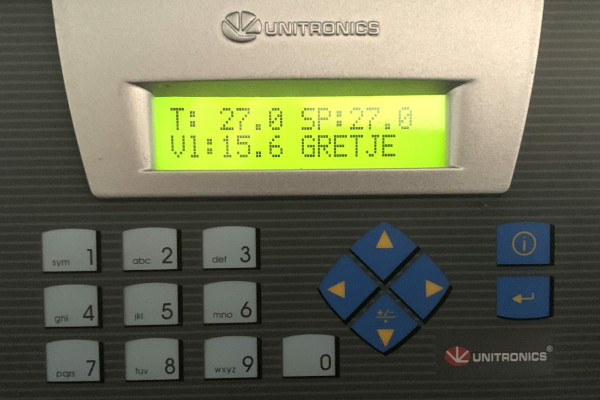 UNITRONICS
T: 27.0 SP:27.0
V1:15.6 GRETJE
sym 1 abc 2 def 3
ghi 4 jkl 5 mno 6
+/-
pqrs 7 tuv 8 wxyz 9 0
i
UNITRONICS®